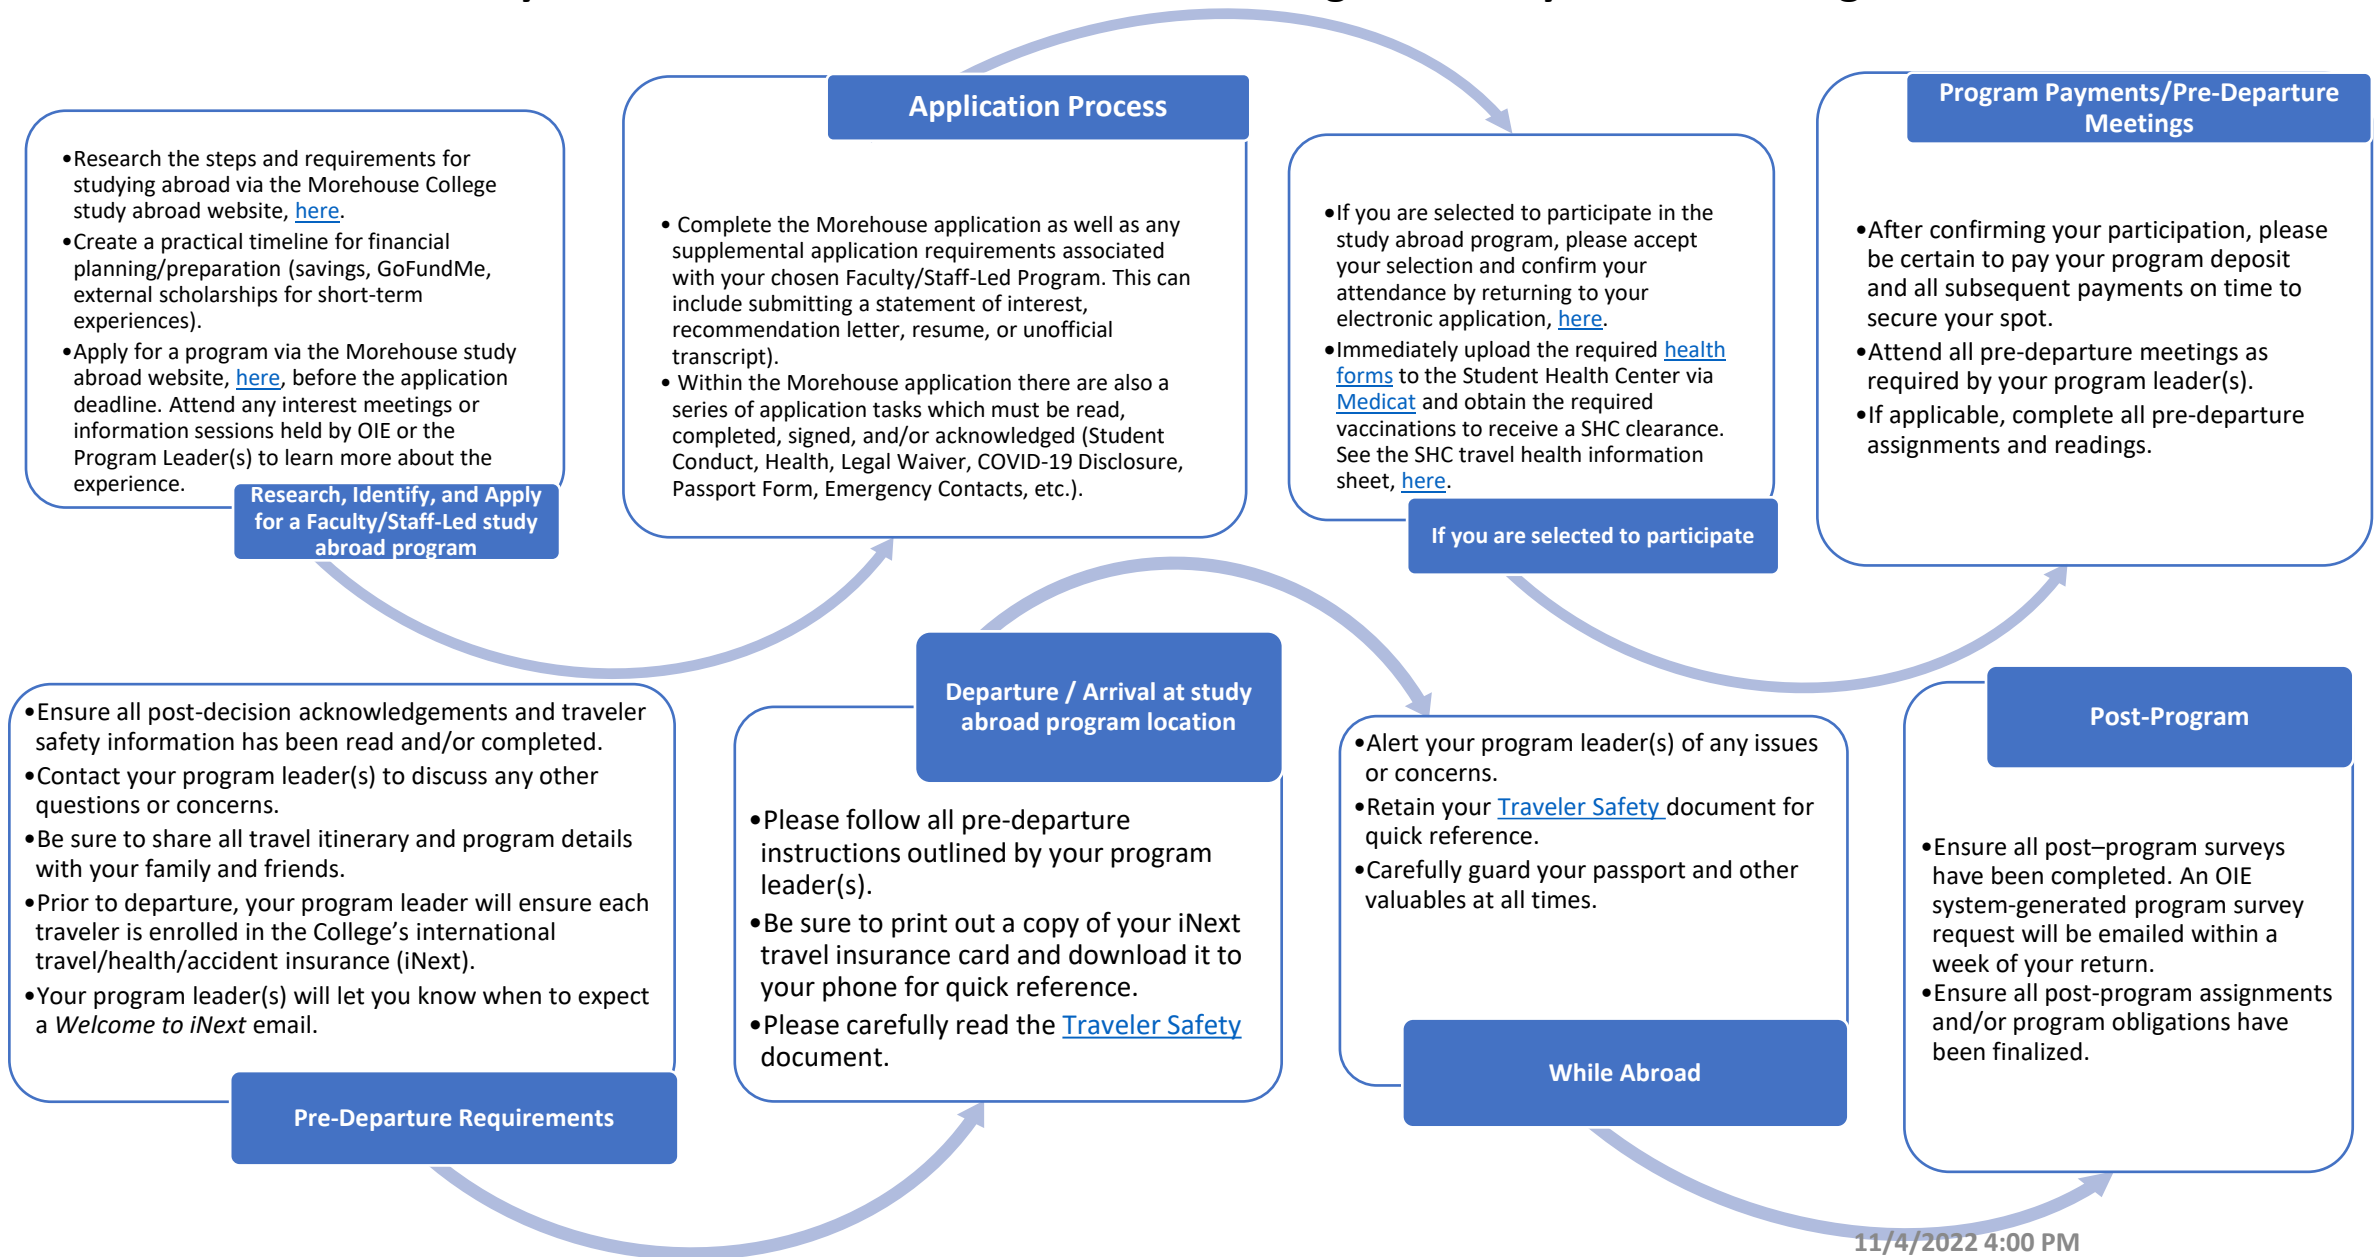 •Research the steps and requirements for
studying abroad via the Morehouse College
study abroad website, here.
•Create a practical timeline for financial
planning/preparation (savings, GoFundMe,
external scholarships for short-term
experiences).
•Apply for a program via the Morehouse study
abroad website, here, before the application
deadline. Attend any interest meetings or
information sessions held by OIE or the
Program Leader(s) to learn more about the
experience.
Research, Identify, and Apply
for a Faculty/Staff-Led study
abroad program
Application Process
• Complete the Morehouse application as well as any
supplemental application requirements associated
with your chosen Faculty/Staff-Led Program. This can
include submitting a statement of interest,
recommendation letter, resume, or unofficial
transcript).
• Within the Morehouse application there are also a
series of application tasks which must be read,
completed, signed, and/or acknowledged (Student
Conduct, Health, Legal Waiver, COVID-19 Disclosure,
Passport Form, Emergency Contacts, etc.).
•If you are selected to participate in the
study abroad program, please accept
your selection and confirm your
attendance by returning to your
electronic application, here.
•Immediately upload the required health
forms to the Student Health Center via
Medicat and obtain the required
vaccinations to receive a SHC clearance.
See the SHC travel health information
sheet, here.
If you are selected to participate
Program Payments/Pre-Departure
Meetings
•After confirming your participation, please
be certain to pay your program deposit
and all subsequent payments on time to
secure your spot.
•Attend all pre-departure meetings as
required by your program leader(s).
•If applicable, complete all pre-departure
assignments and readings.
•Ensure all post-decision acknowledgements and traveler
safety information has been read and/or completed.
•Contact your program leader(s) to discuss any other
questions or concerns.
•Be sure to share all travel itinerary and program details
with your family and friends.
•Prior to departure, your program leader will ensure each
traveler is enrolled in the College's international
travel/health/accident insurance (iNext).
•Your program leader(s) will let you know when to expect
a Welcome to iNext email.
Pre-Departure Requirements
Departure / Arrival at study
abroad program location
•Please follow all pre-departure
instructions outlined by your program
leader(s).
•Be sure to print out a copy of your iNext
travel insurance card and download it to
your phone for quick reference.
•Please carefully read the Traveler Safety
document.
•Alert your program leader(s) of any issues
or concerns.
•Retain your Traveler Safety document for
quick reference.
•Carefully guard your passport and other
valuables at all times.
While Abroad
Post-Program
•Ensure all post–program surveys
have been completed. An OIE
system-generated program survey
request will be emailed within a
week of your return.
•Ensure all post-program assignments
and/or program obligations have
been finalized.
11/4/2022 4:00 PM